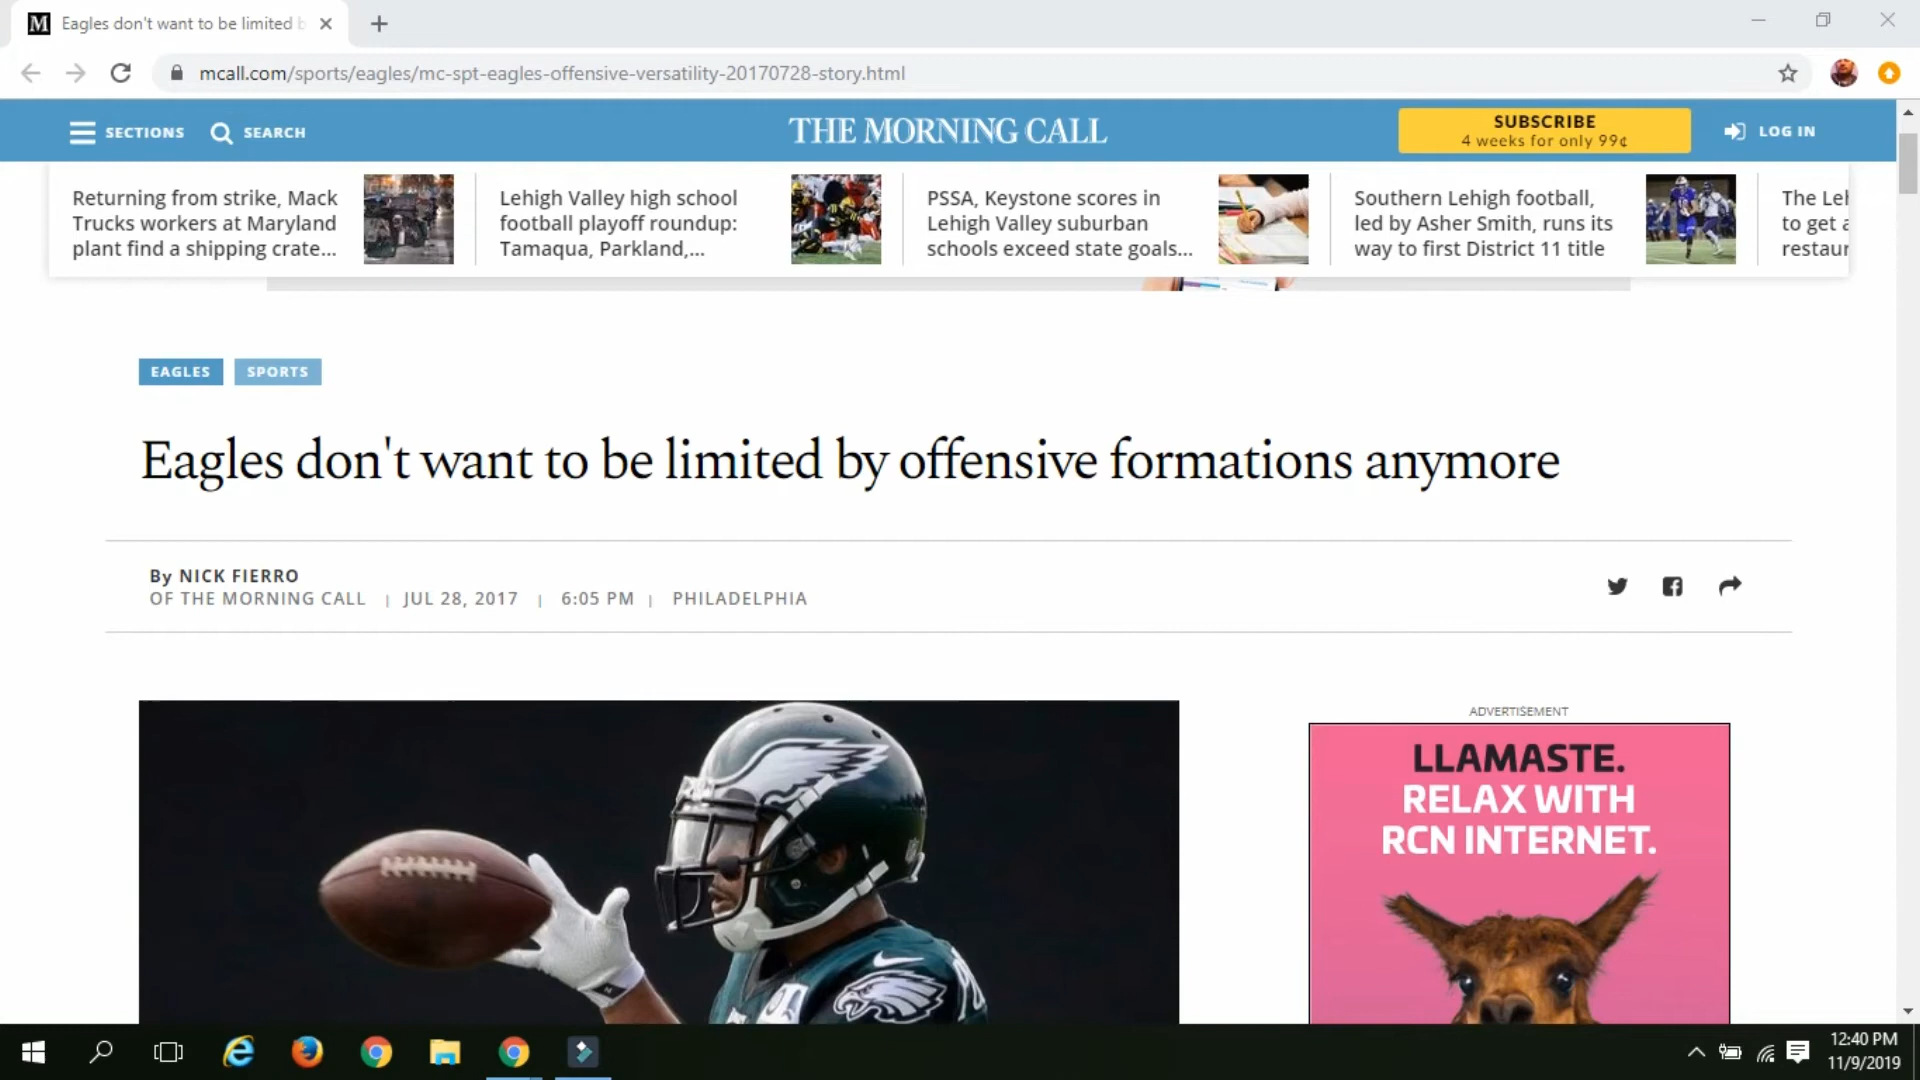 M Eagles don't want to be limited b
mcall.com/sports/eagles/mc-spt-eagles-offensive-versatility-20170728-story.html
SECTIONS SEARCH THE MORNING CALL SUBSCRIBE LOG IN
4 weeks for only 99¢
Returning from strike, Mack
Trucks workers at Maryland
plant find a shipping crate...
Lehigh Valley high school
football playoff roundup:
Tamaqua, Parkland,...
PSSA, Keystone scores in
Lehigh Valley suburban
schools exceed state goals...
Southern Lehigh football,
led by Asher Smith, runs its
way to first District 11 title
The Leh
to get a
restaur
EAGLES SPORTS
Eagles don't want to be limited by offensive formations anymore
By NICK FIERRO
OF THE MORNING CALL | JUL 28, 2017 | 6:05 PM | PHILADELPHIA
ADVERTISEMENT
LLAMASTE.
RELAX WITH
RCN INTERNET.
12:40 PM
11/9/2019